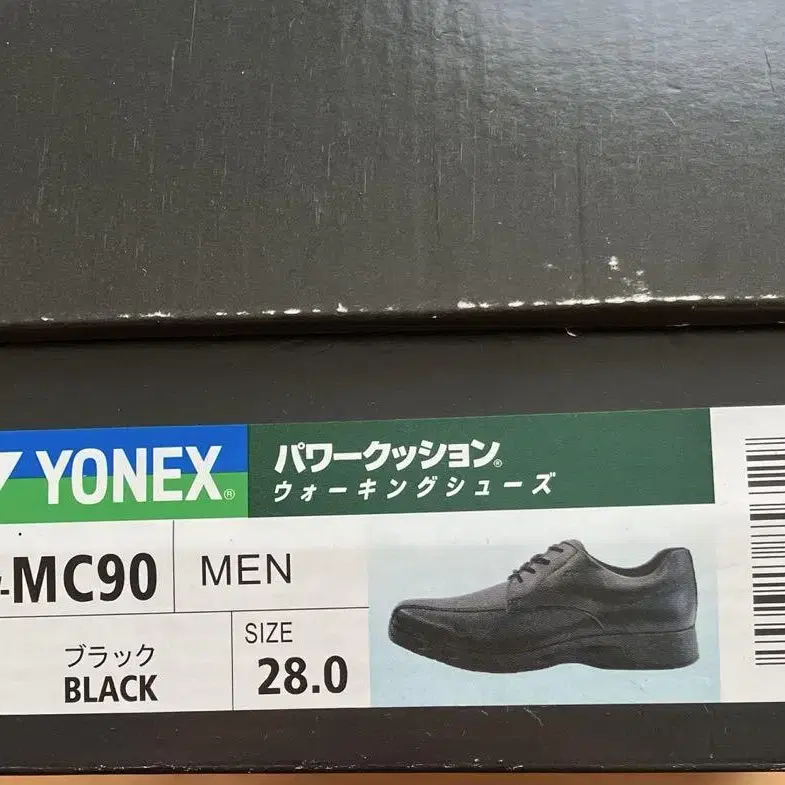 YONEX®
パワークッション®
ウォーキングシューズ
-MC90
MEN
ブラック
BLACK
SIZE
28.0